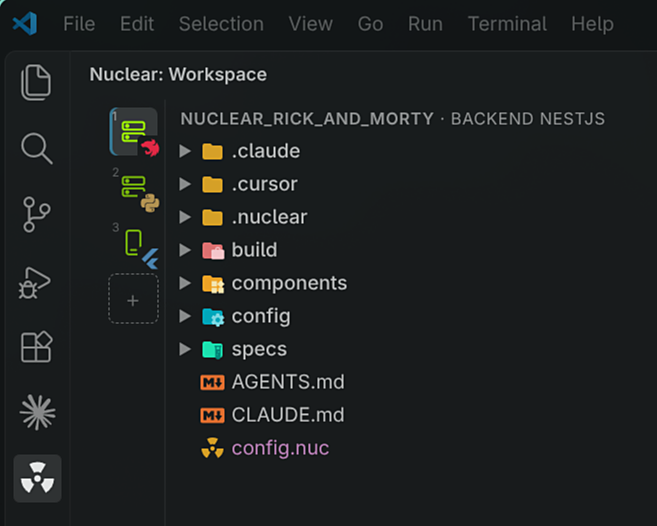 File Edit Selection View Go Run Terminal Help
Nuclear: Workspace
NUCLEAR_RICK_AND_MORTY · BACKEND NESTJS
1
2
3
+
.claude
.cursor
.nuclear
build
components
config
specs
M↓ AGENTS.md
M↓ CLAUDE.md
config.nuc